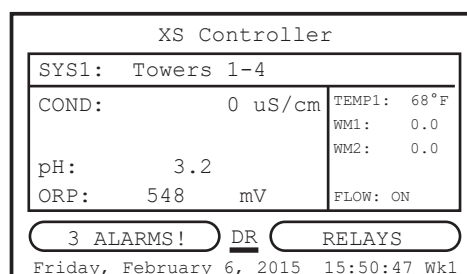 XS Controller
SYS1: Towers 1-4
COND: 0 uS/cm
TEMP1: 68°F
WM1: 0.0
WM2: 0.0
pH: 3.2
ORP: 548 mV
FLOW: ON
3 ALARMS! DR RELAYS
Friday, February 6, 2015 15:50:47 Wk1